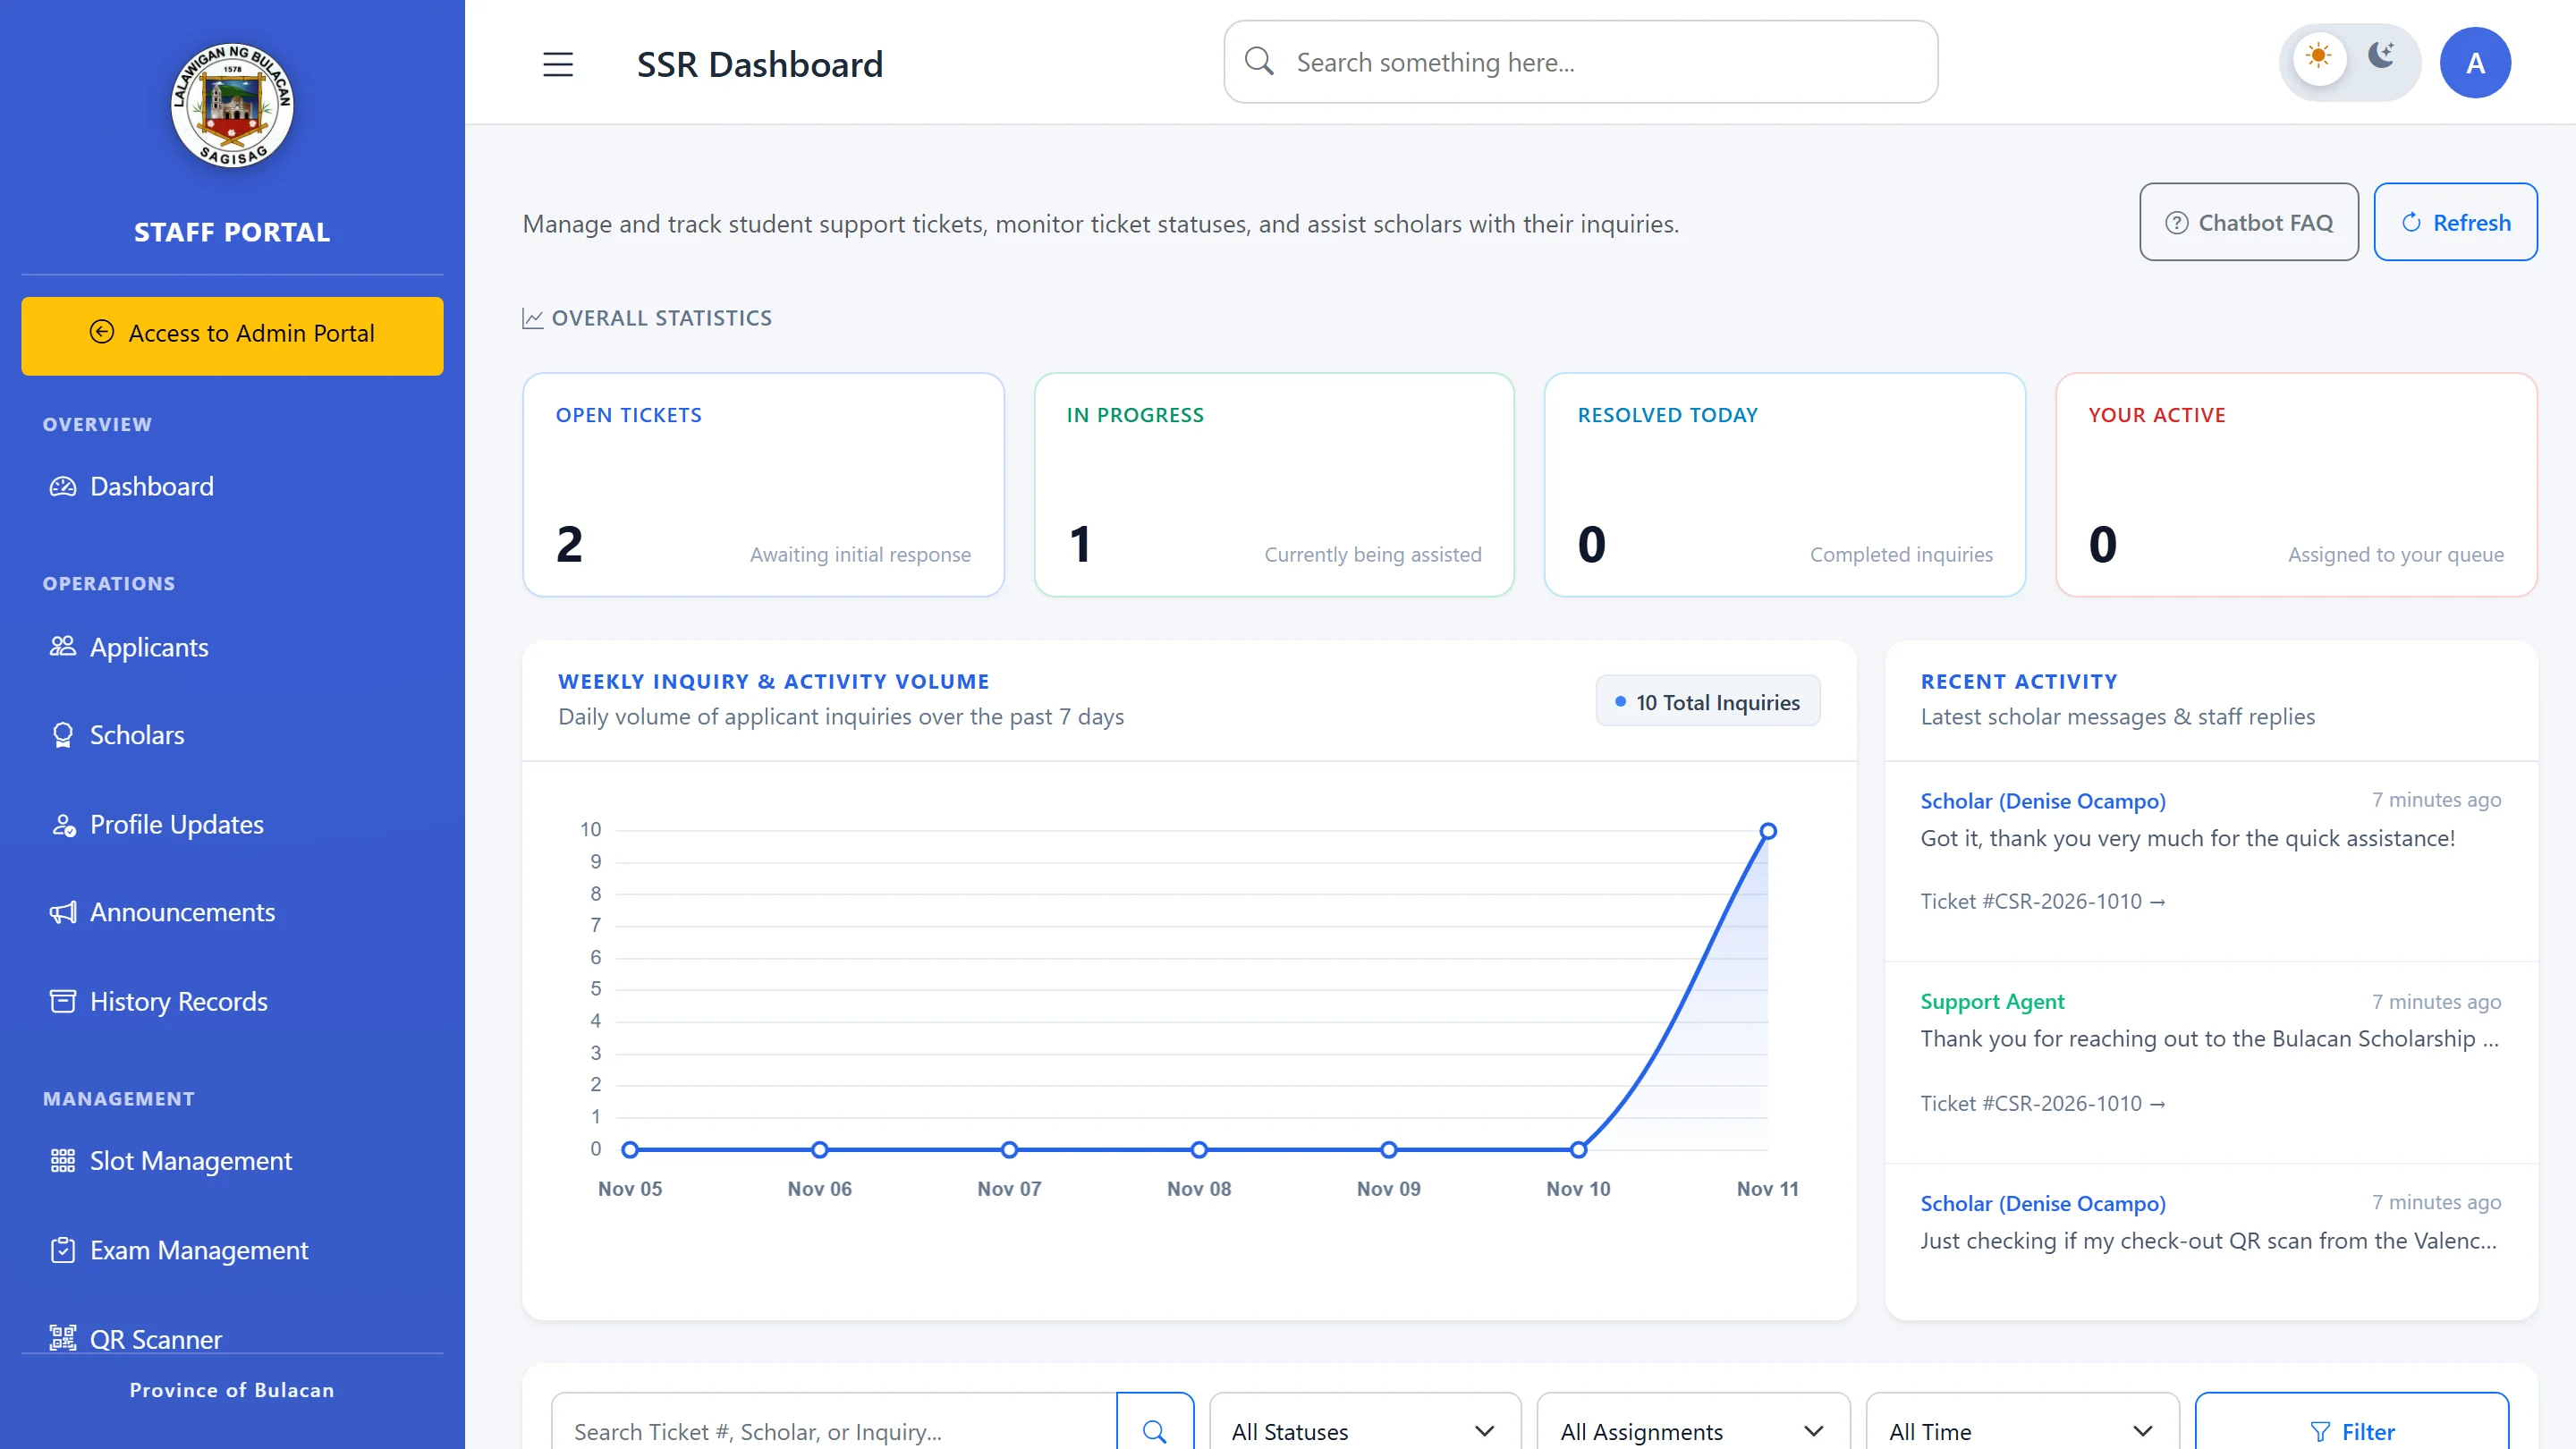 LALAWIGAN NG BULACAN
1578
SAGISAG
STAFF PORTAL
Access to Admin Portal
OVERVIEW
Dashboard
OPERATIONS
Applicants
Scholars
Profile Updates
Announcements
History Records
MANAGEMENT
Slot Management
Exam Management
QR Scanner
Province of Bulacan
SSR Dashboard
Search something here...
A
Manage and track student support tickets, monitor ticket statuses, and assist scholars with their inquiries.
Chatbot FAQ
Refresh
OVERALL STATISTICS
OPEN TICKETS
2
Awaiting initial response
IN PROGRESS
1
Currently being assisted
RESOLVED TODAY
0
Completed inquiries
YOUR ACTIVE
0
Assigned to your queue
WEEKLY INQUIRY & ACTIVITY VOLUME
Daily volume of applicant inquiries over the past 7 days
10 Total Inquiries
10
9
8
7
6
5
4
3
2
1
0
Nov 05 Nov 06 Nov 07 Nov 08 Nov 09 Nov 10 Nov 11
RECENT ACTIVITY
Latest scholar messages & staff replies
Scholar (Denise Ocampo) 7 minutes ago
Got it, thank you very much for the quick assistance!
Ticket #CSR-2026-1010 →
Support Agent 7 minutes ago
Thank you for reaching out to the Bulacan Scholarship ...
Ticket #CSR-2026-1010 →
Scholar (Denise Ocampo) 7 minutes ago
Just checking if my check-out QR scan from the Valenc...
Search Ticket #, Scholar, or Inquiry...
All Statuses
All Assignments
All Time
Filter